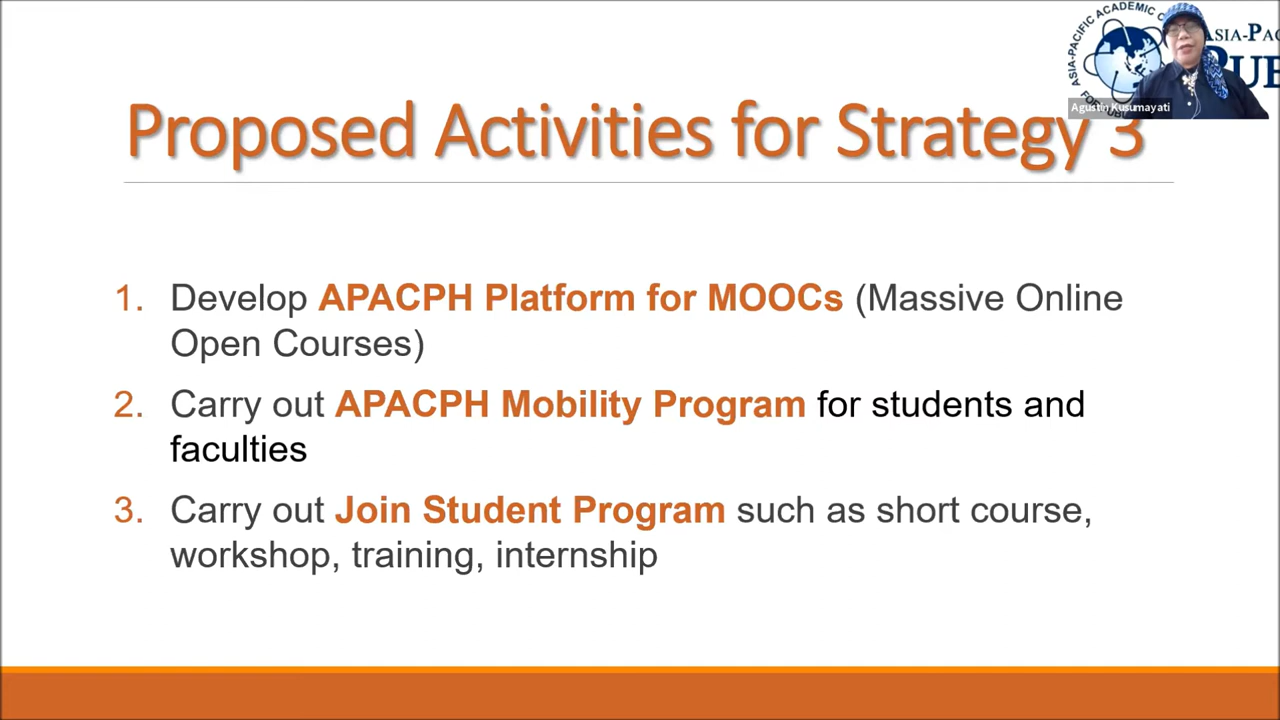 ASIA-PACIFIC ACADEMIC
Agustin Kusumayati
Proposed Activities for Strategy 3
1. Develop APACPH Platform for MOOCs (Massive Online
Open Courses)
2. Carry out APACPH Mobility Program for students and
faculties
3. Carry out Join Student Program such as short course,
workshop, training, internship